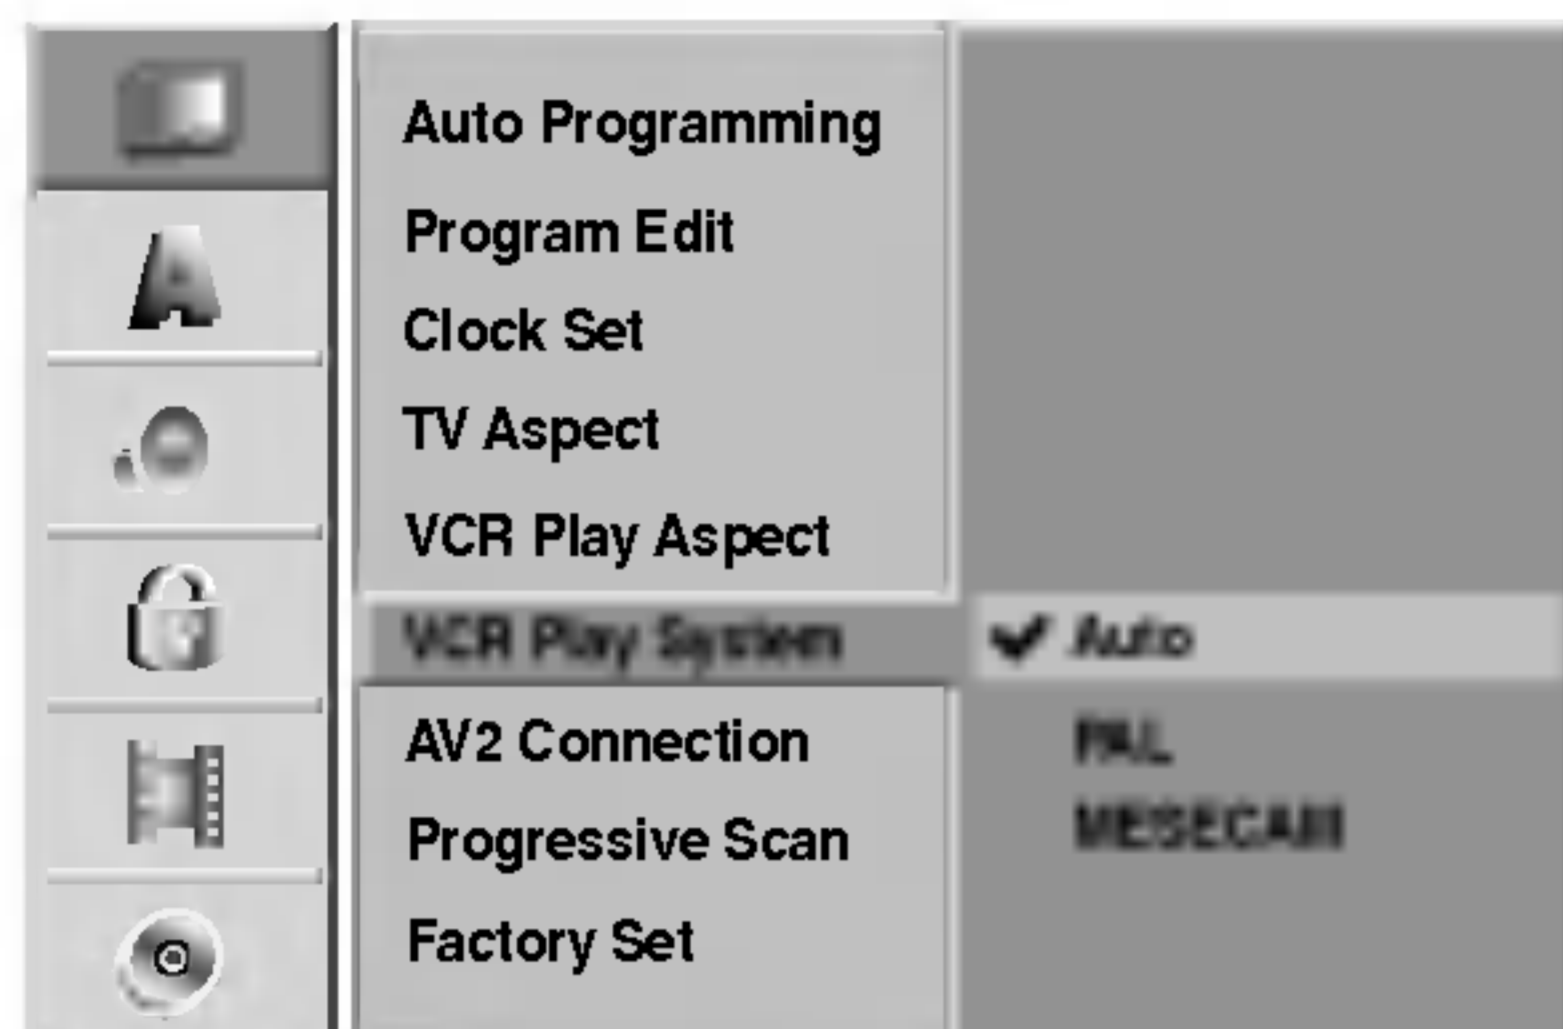 Auto Programming
Program Edit
Clock Set
TV Aspect
VCR Play Aspect
VCR Play System
✔ Auto
PAL
MESECAM
AV2 Connection
Progressive Scan
Factory Set